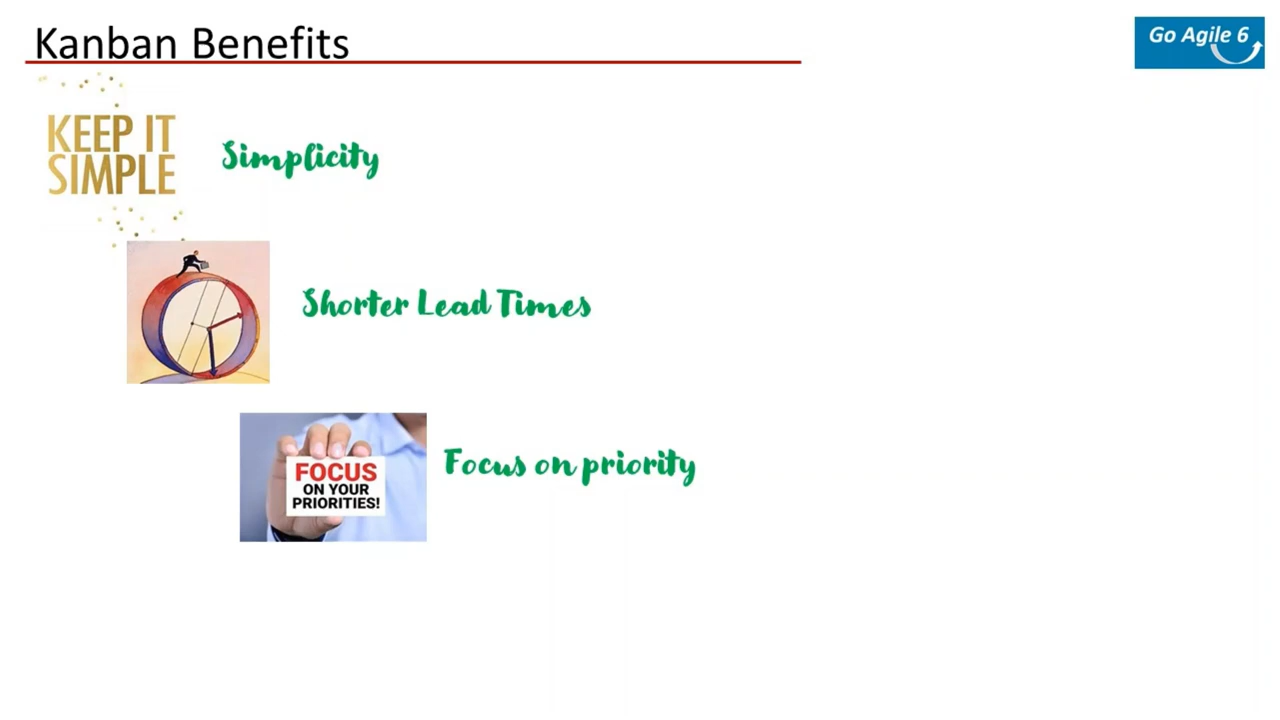 Kanban Benefits
Go Agile 6
KEEP IT
SIMPLE
Simplicity
Shorter Lead Times
FOCUS
ON YOUR
PRIORITIES!
Focus on priority